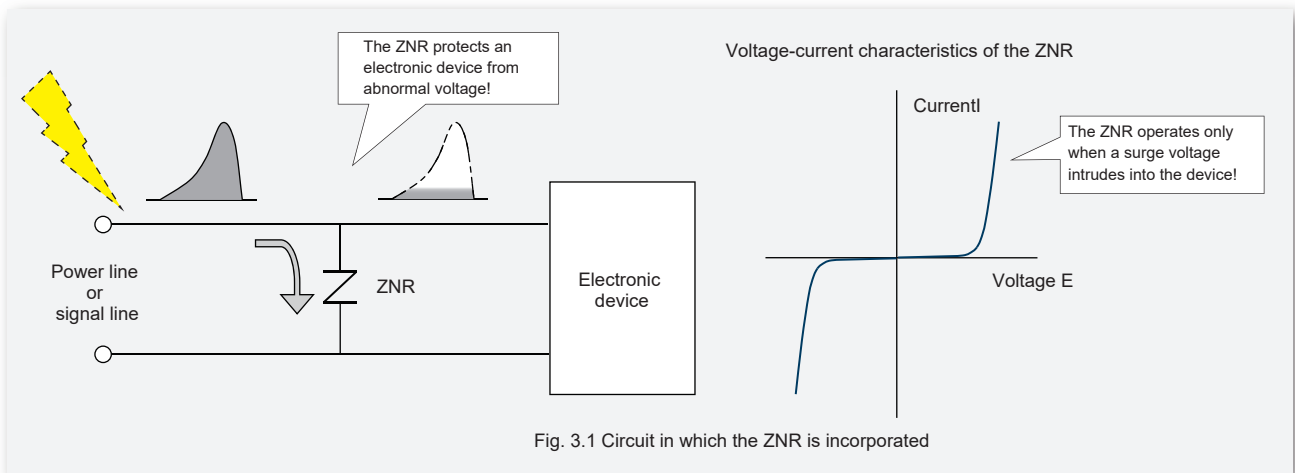 The ZNR protects an
electronic device from
abnormal voltage!
Power line
or
signal line
ZNR
Electronic
device
Voltage-current characteristics of the ZNR
CurrentI
The ZNR operates only
when a surge voltage
intrudes into the device!
Voltage E
Fig. 3.1 Circuit in which the ZNR is incorporated